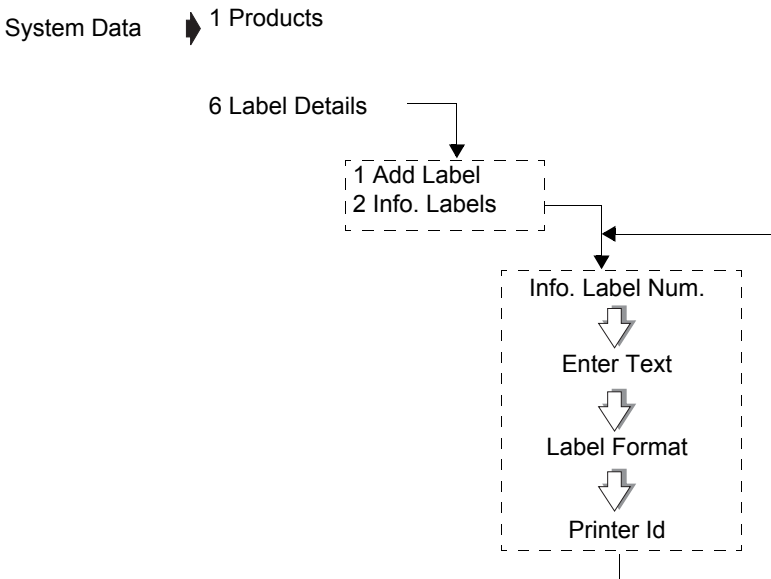 System Data
1 Products
6 Label Details
1 Add Label
2 Info. Labels
Info. Label Num.
Enter Text
Label Format
Printer Id